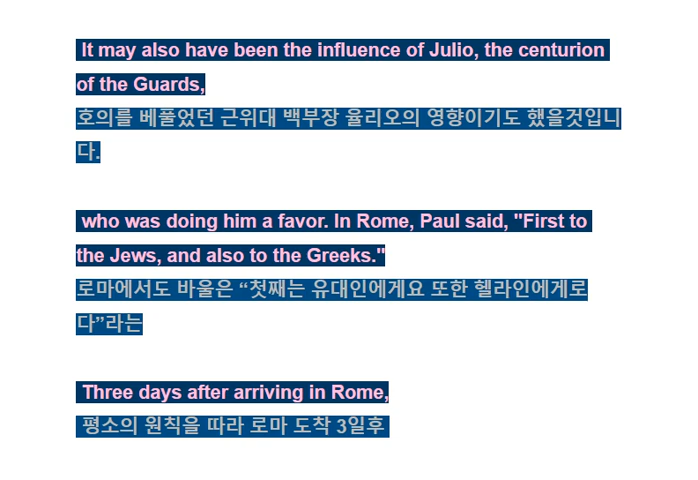 It may also have been the influence of Julio, the centurion
of the Guards,
호의를 베풀었던 근위대 백부장 율리오의 영향이기도 했을것입니
다.
who was doing him a favor. In Rome, Paul said, "First to
the Jews, and also to the Greeks."
로마에서도 바울은 “첫째는 유대인에게요 또한 헬라인에게로
다”라는
Three days after arriving in Rome,
평소의 원칙을 따라 로마 도착 3일후